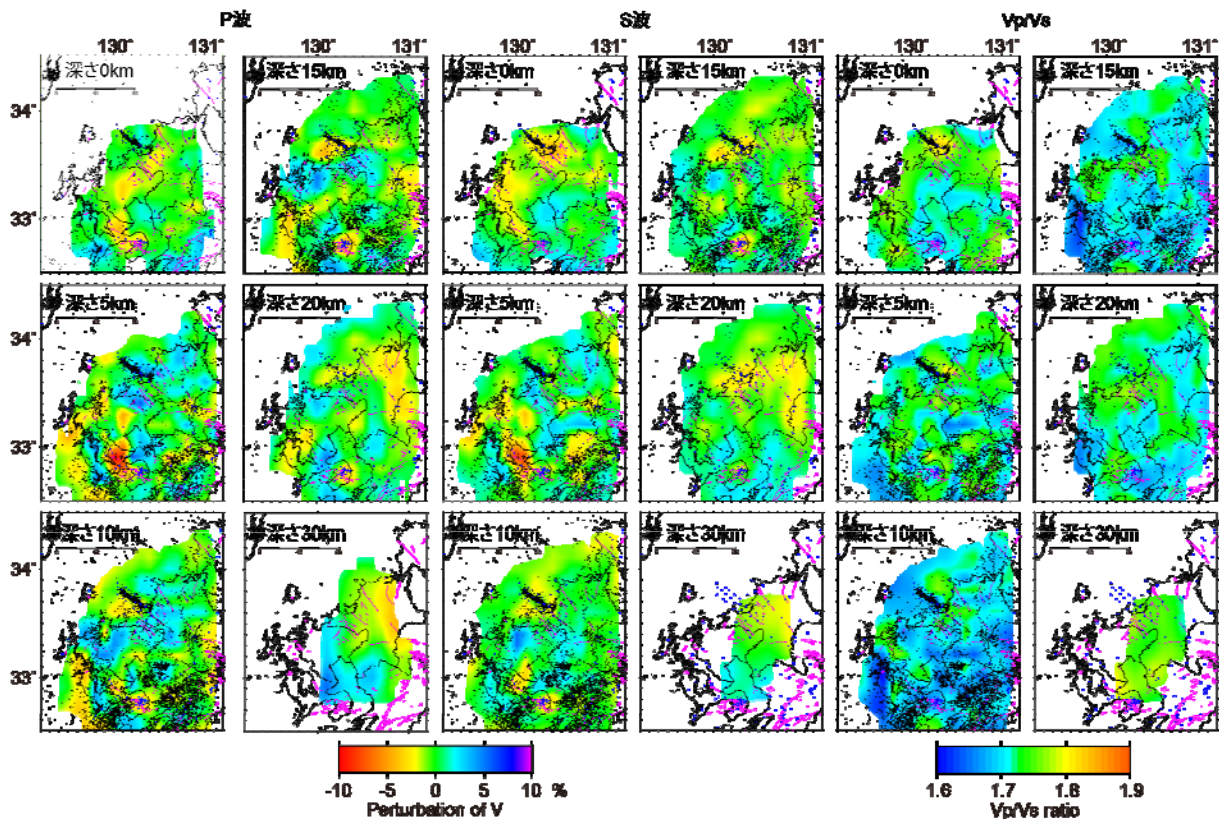 P波 S波 Vp/Vs
130° 131° 130° 131° 130° 131° 130° 131° 130° 131° 130° 131°
34° 深さ0km 深さ15km 深さ0km 深さ15km 深さ0km 深さ15km
33°
34° 深さ5km 深さ20km 深さ5km 深さ20km 深さ5km 深さ20km
33°
34° 深さ10km 深さ30km 深さ10km 深さ30km 深さ10km 深さ30km
33°
-10 -5 0 5 10 % 1.6 1.7 1.8 1.9
Perturbation of V Vp/Vs ratio